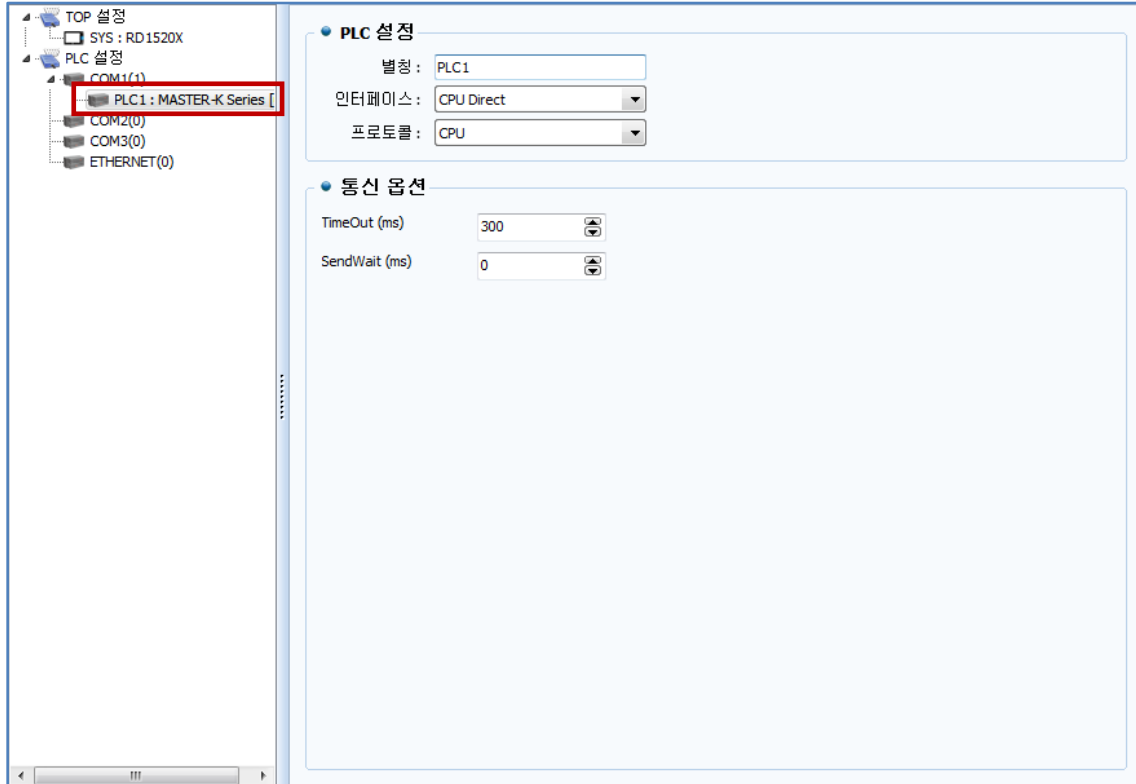 TOP 설정
SYS : RD1520X
PLC 설정
COM1(1)
PLC1 : MASTER-K Series [
COM2(0)
COM3(0)
ETHERNET(0)
PLC 설정
별칭 : PLC1
인터페이스 : CPU Direct
프로토콜 : CPU
통신 옵션
TimeOut (ms) 300
SendWait (ms) 0